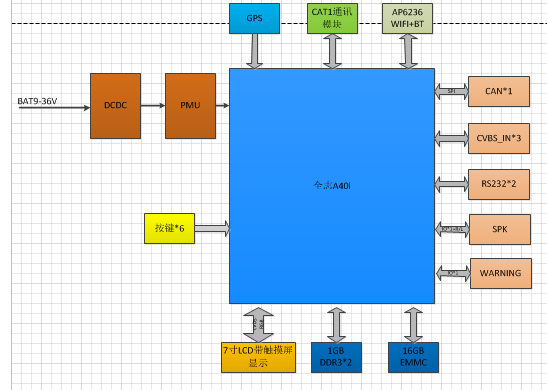 GPS
CAT1通讯
模块
AP6236
WIFI+BT
BAT9-36V
DCDC
PMU
全志A40i
SPI
CAN*1
CVBS_IN*3
RS232*2
按键*6
SPK
WARNING
7寸LCD带触摸屏
显示
1GB
DDR3*2
16GB
EMMC